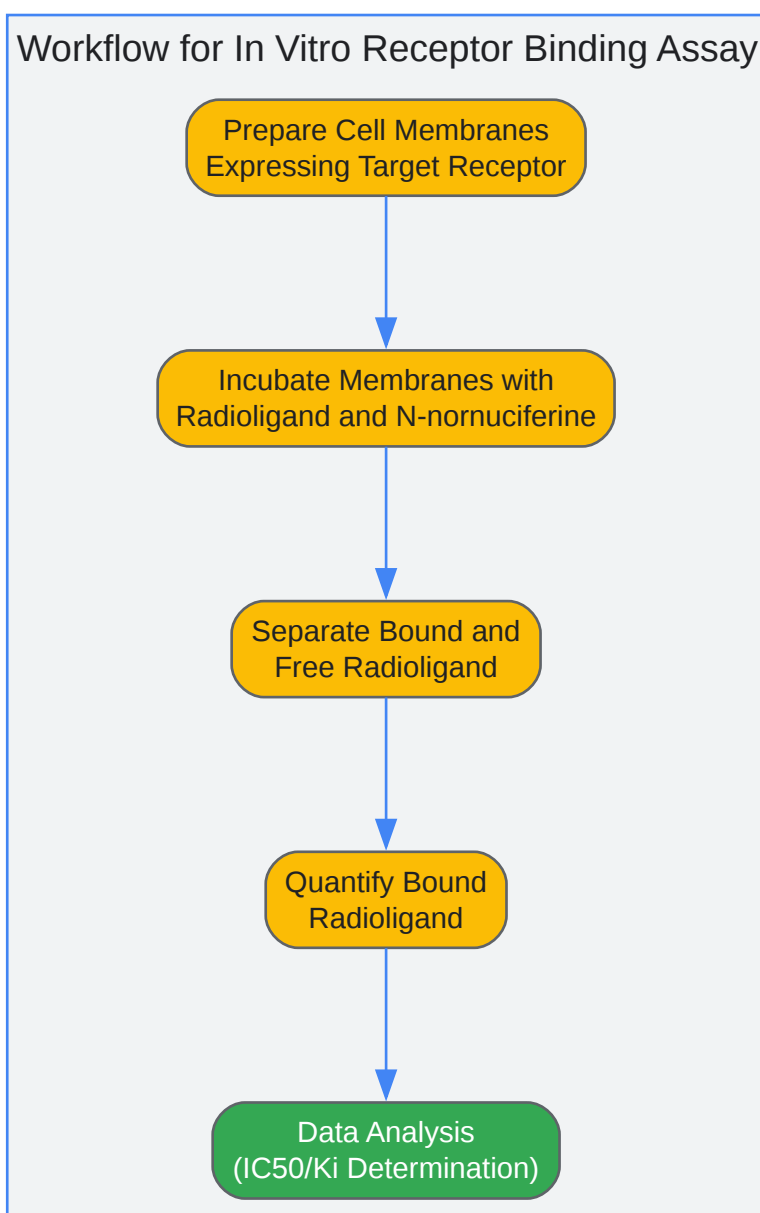 Workflow for In Vitro Receptor Binding Assay
Prepare Cell Membranes
Expressing Target Receptor
Incubate Membranes with
Radioligand and N-nornuciferine
Separate Bound and
Free Radioligand
Quantify Bound
Radioligand
Data Analysis
(IC50/Ki Determination)